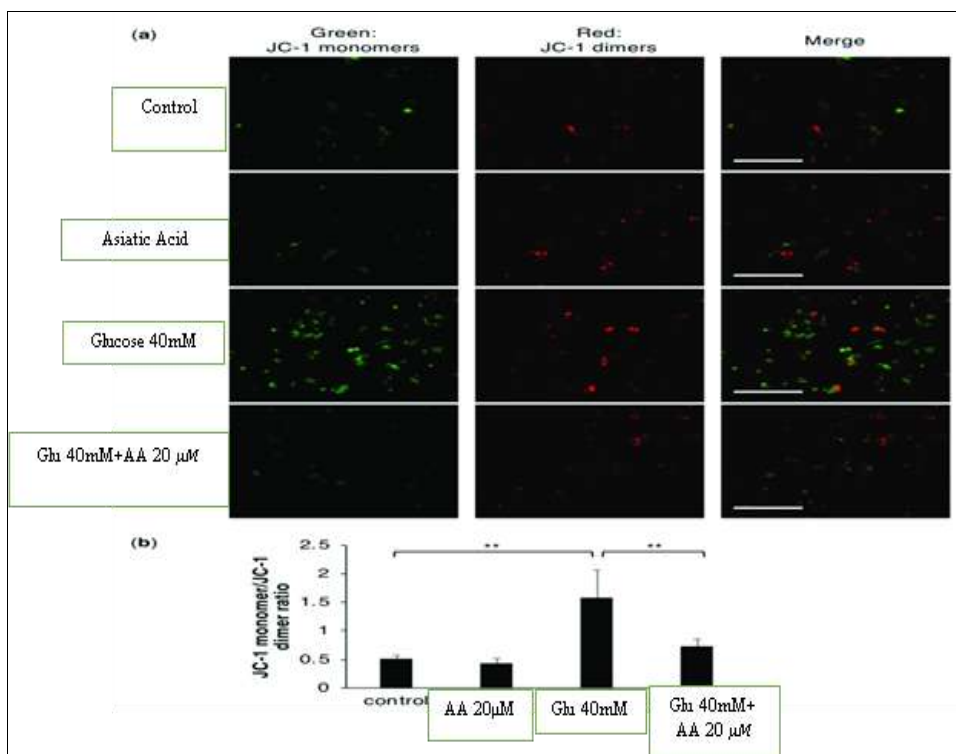 (a)
Green:
JC-1 monomers
Red:
JC-1 dimers
Merge
Control
Asiatic Acid
Glucose 40mM
Glu 40mM+AA 20 μM
(b)
JC-1 monomer/JC-1
dimer ratio
2.5
2
1.5
1
0.5
0
**
**
control
AA 20μM
Glu 40mM
Glu 40mM+
AA 20 μM